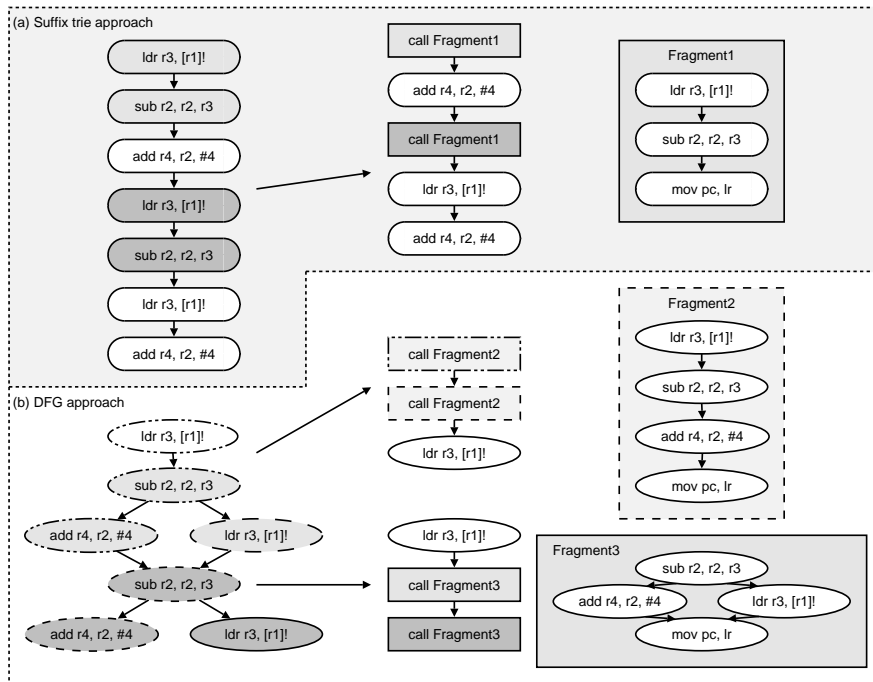 (a) Suffix trie approach
ldr r3, [r1]!
sub r2, r2, r3
add r4, r2, #4
ldr r3, [r1]!
sub r2, r2, r3
ldr r3, [r1]!
add r4, r2, #4
call Fragment1
add r4, r2, #4
call Fragment1
ldr r3, [r1]!
add r4, r2, #4
Fragment1
ldr r3, [r1]!
sub r2, r2, r3
mov pc, lr
(b) DFG approach
ldr r3, [r1]!
sub r2, r2, r3
add r4, r2, #4 ldr r3, [r1]!
sub r2, r2, r3
add r4, r2, #4 ldr r3, [r1]!
call Fragment2
call Fragment2
ldr r3, [r1]!
Fragment2
ldr r3, [r1]!
sub r2, r2, r3
add r4, r2, #4
mov pc, lr
ldr r3, [r1]!
call Fragment3
call Fragment3
Fragment3
sub r2, r2, r3
add r4, r2, #4 ldr r3, [r1]!
mov pc, lr